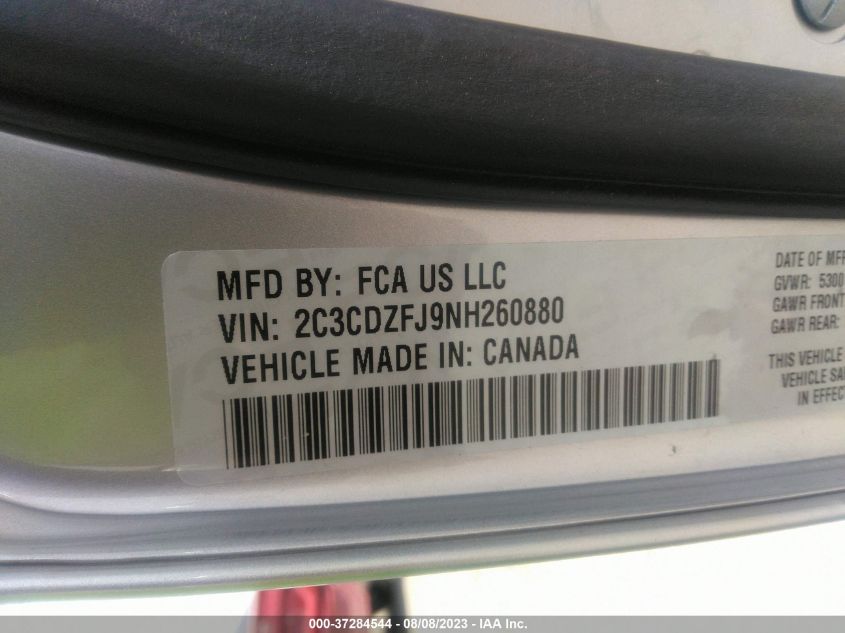 MFD BY: FCA US LLC
VIN: 2C3CDZFJ9NH260880
VEHICLE MADE IN: CANADA
DATE OF MFR
GVWR: 5300
GAWR FRONT
GAWR REAR:
THIS VEHICLE
VEHICLE SA
IN EFFEC
000-37284544 - 08/08/2023 - IAA Inc.